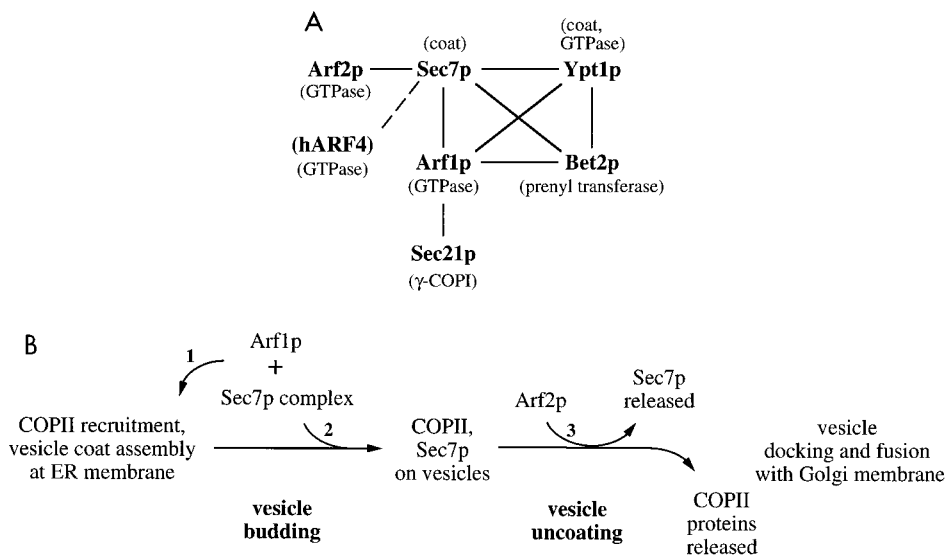 A
(coat)
(coat,
GTPase)
Arf2p
Sec7p
Ypt1p
(GTPase)
(hARF4)
(GTPase)
Arf1p
Bet2p
(GTPase)
(prenyl transferase)
Sec21p
(γ-COPI)
B
1
Arf1p
+
Sec7p complex
2
COPII recruitment,
vesicle coat assembly
at ER membrane
COPII,
Sec7p
on vesicles
Arf2p
3
Sec7p
released
vesicle
docking and fusion
with Golgi membrane
vesicle
budding
vesicle
uncoating
COPII
proteins
released